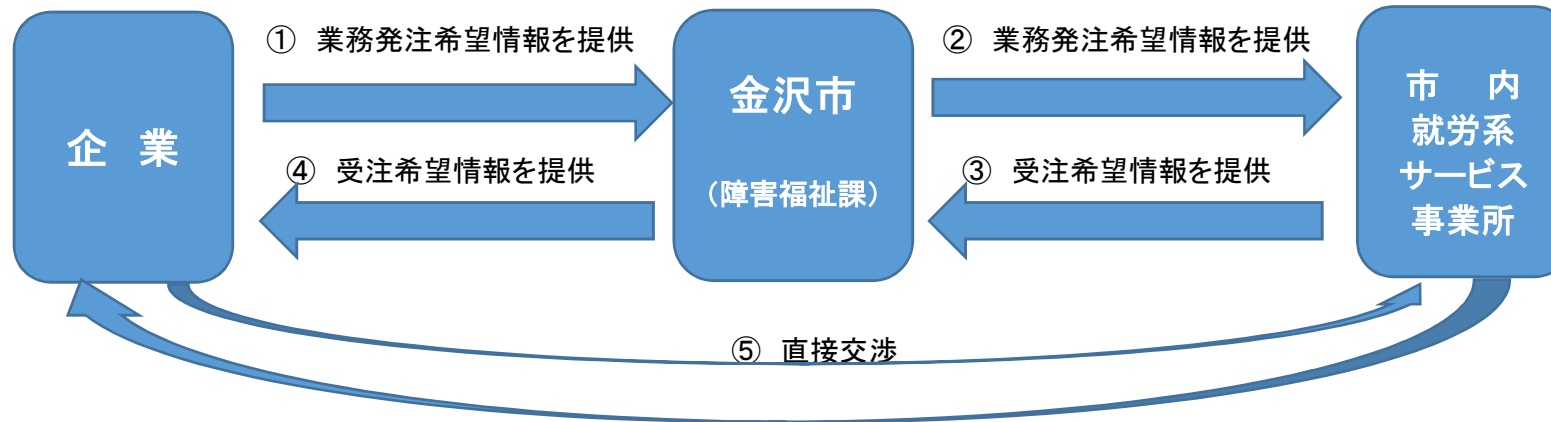 ① 業務発注希望情報を提供
② 業務発注希望情報を提供
企 業
金沢市
（障害福祉課）
市 内
就労系
サービス
事業所
④ 受注希望情報を提供
③ 受注希望情報を提供
⑤ 直接交渉